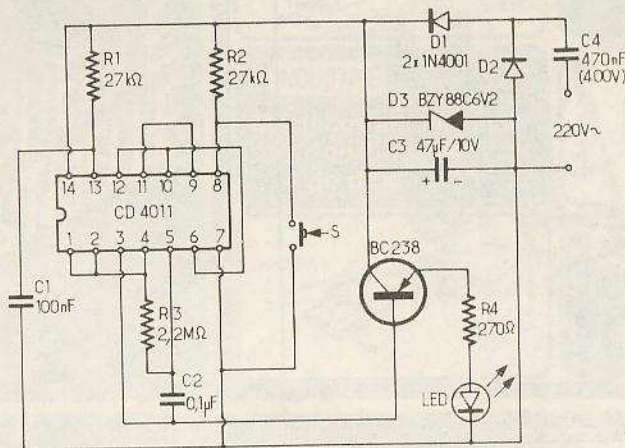 R1
27kΩ
R2
27kΩ
D1
2x1N4001
D2
C4
470nF
(400V)
D3 BZY88C6V2
C3 47µF/10V
+ -
220V~
14 13 12 11 10 9 8
CD 4011
1 2 3 4 5 6 7
S
C1
100nF
R3
2,2MΩ
C2
0,1µF
BC238
R4
270Ω
LED